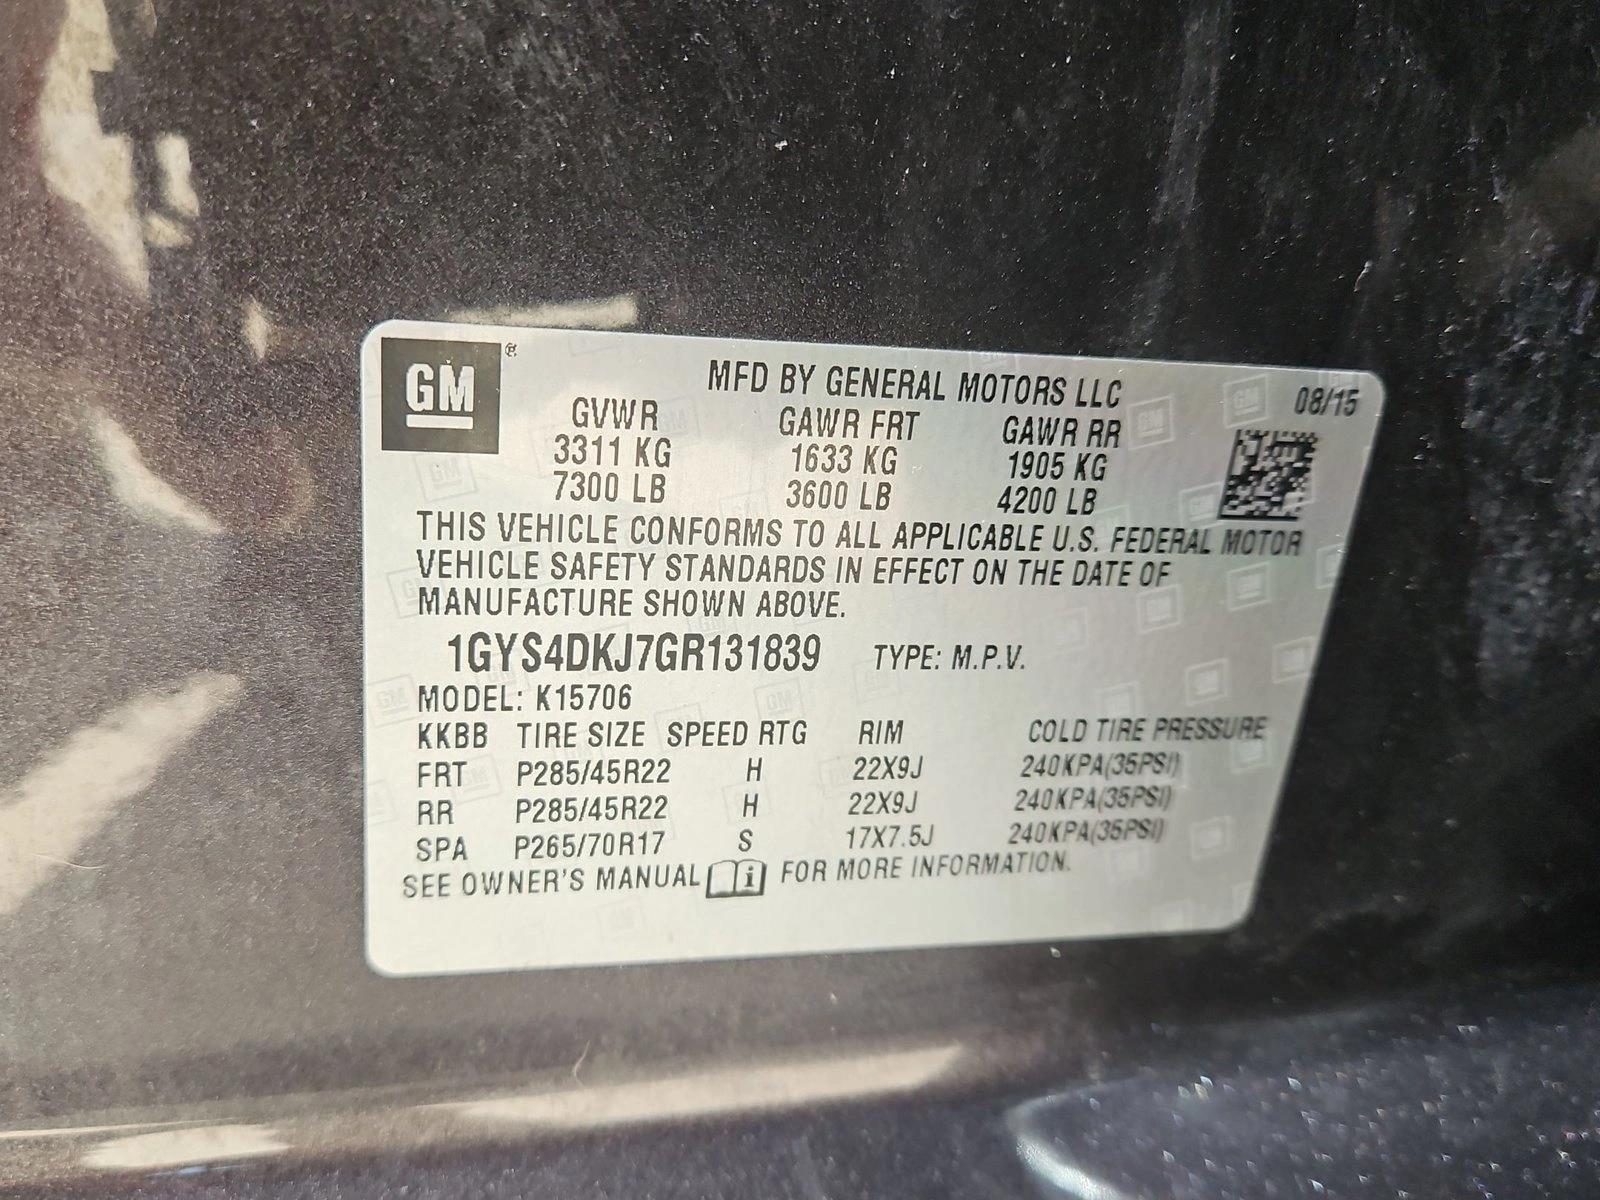 GM ®
MFD BY GENERAL MOTORS LLC 08/15
GVWR GAWR FRT GAWR RR
3311 KG 1633 KG 1905 KG
7300 LB 3600 LB 4200 LB
THIS VEHICLE CONFORMS TO ALL APPLICABLE U.S. FEDERAL MOTOR
VEHICLE SAFETY STANDARDS IN EFFECT ON THE DATE OF
MANUFACTURE SHOWN ABOVE.
1GYS4DKJ7GR131839 TYPE: M.P.V.
MODEL: K15706
KKBB TIRE SIZE SPEED RTG RIM COLD TIRE PRESSURE
FRT P285/45R22 H 22X9J 240KPA(35PSI)
RR P285/45R22 H 22X9J 240KPA(35PSI)
SPA P265/70R17 S 17X7.5J 240KPA(35PSI)
SEE OWNER'S MANUAL i FOR MORE INFORMATION.